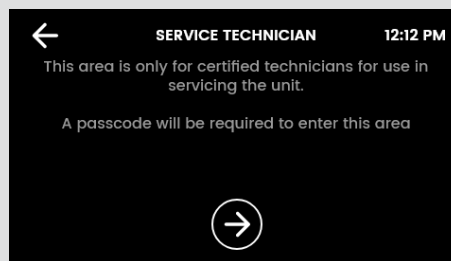 SERVICE TECHNICIAN 12:12 PM
This area is only for certified technicians for use in
servicing the unit.
A passcode will be required to enter this area